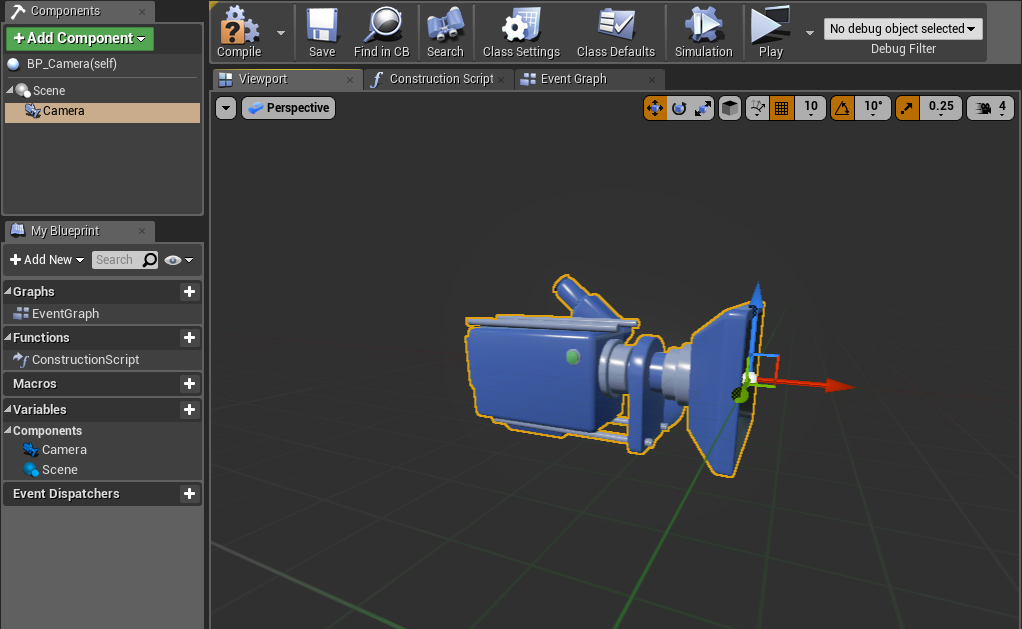 Components
+ Add Component
BP_Camera(self)
Scene
Camera
My Blueprint
+ Add New
Search
Graphs
EventGraph
Functions
ConstructionScript
Macros
Variables
Components
Camera
Scene
Event Dispatchers
Compile
Save
Find in CB
Search
Class Settings
Class Defaults
Simulation
Play
No debug object selected
Debug Filter
Viewport
Construction Script
Event Graph
Perspective
10
10°
0.25
4